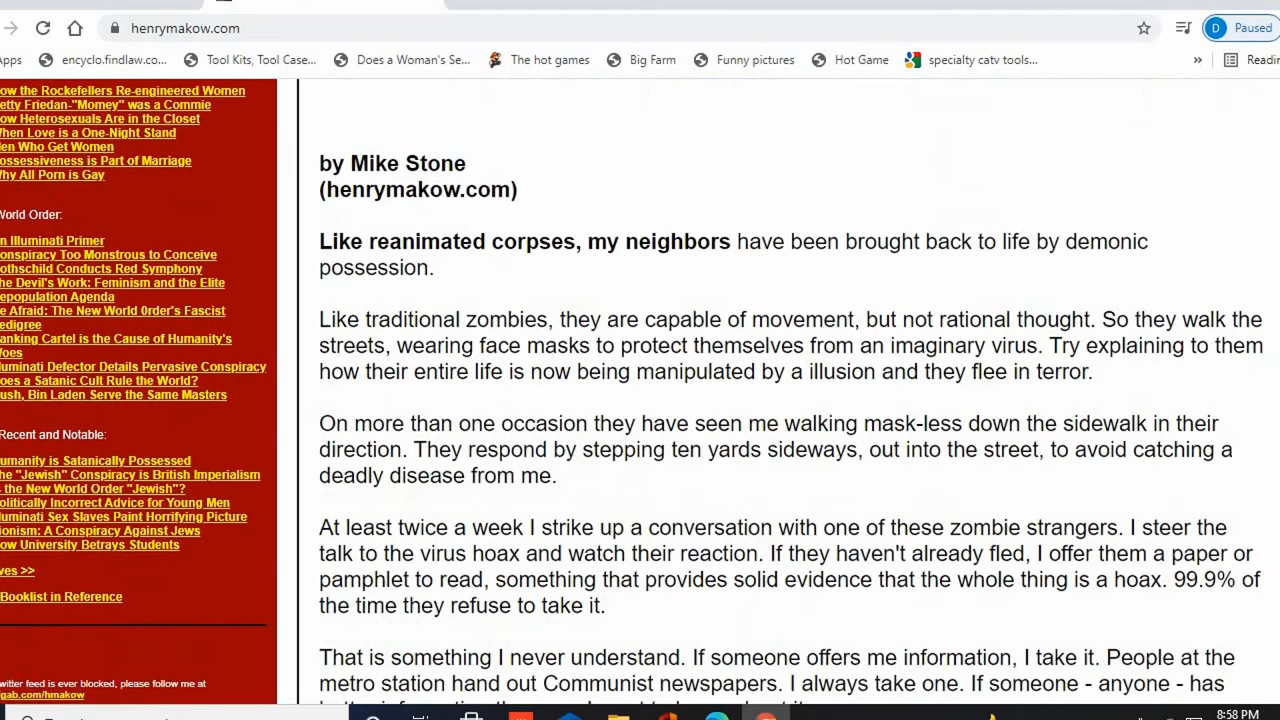 henrymakow.com
Paused
pps
encyclo.findlaw.co...
Tool Kits, Tool Case...
Does a Woman's Se...
The hot games
Big Farm
Funny pictures
Hot Game
specialty catv tools...
»
Readin
ow the Rockefellers Re-engineered Women
etty Friedan-"Momey" was a Commie
ow Heterosexuals Are in the Closet
When Love is a One-Night Stand
en Who Get Women
ossessiveness is Part of Marriage
Why All Porn is Gay
World Order:
n Illuminati Primer
onspiracy Too Monstrous to Conceive
othschild Conducts Red Symphony
he Devil's Work: Feminism and the Elite
epopulation Agenda
e Afraid: The New World 0rder's Fascist
edigree
anking Cartel is the Cause of Humanity's
Woes
luminati Defector Details Pervasive Conspiracy
oes a Satanic Cult Rule the World?
ush, Bin Laden Serve the Same Masters
Recent and Notable:
umanity is Satanically Possessed
he "Jewish" Conspiracy is British Imperialism
s the New World Order "Jewish"?
olitically Incorrect Advice for Young Men
luminati Sex Slaves Paint Horrifying Picture
ionism: A Conspiracy Against Jews
ow University Betrays Students
ves >>
Booklist in Reference
witter feed is ever blocked, please follow me at
gab.com/hmakow
by Mike Stone
(henrymakow.com)
Like reanimated corpses, my neighbors have been brought back to life by demonic
possession.
Like traditional zombies, they are capable of movement, but not rational thought. So they walk the
streets, wearing face masks to protect themselves from an imaginary virus. Try explaining to them
how their entire life is now being manipulated by a illusion and they flee in terror.
On more than one occasion they have seen me walking mask-less down the sidewalk in their
direction. They respond by stepping ten yards sideways, out into the street, to avoid catching a
deadly disease from me.
At least twice a week I strike up a conversation with one of these zombie strangers. I steer the
talk to the virus hoax and watch their reaction. If they haven't already fled, I offer them a paper or
pamphlet to read, something that provides solid evidence that the whole thing is a hoax. 99.9% of
the time they refuse to take it.
That is something I never understand. If someone offers me information, I take it. People at the
metro station hand out Communist newspapers. I always take one. If someone - anyone - has
8:58 PM